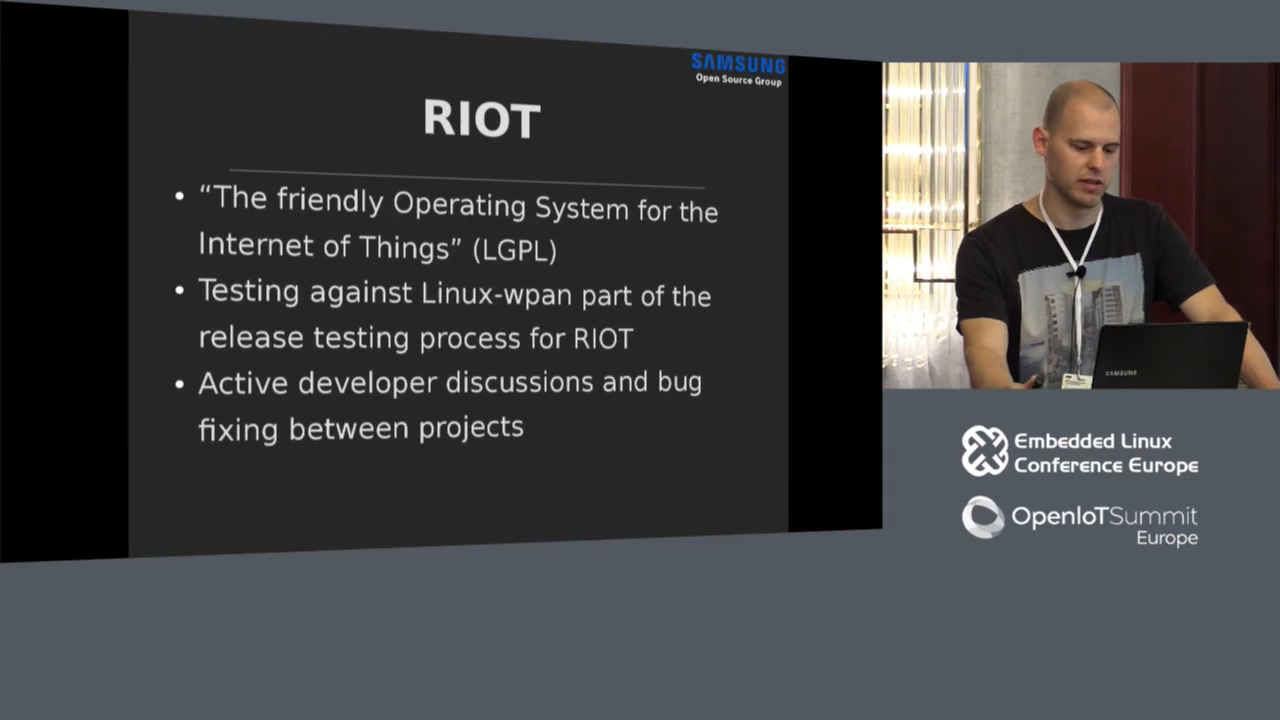 SAMSUNG
Open Source Group
RIOT
• “The friendly Operating System for the
Internet of Things” (LGPL)
• Testing against Linux-wpan part of the
release testing process for RIOT
• Active developer discussions and bug
fixing between projects
SAMSUNG
Embedded Linux
Conference Europe
OpenIoTSummit
Europe